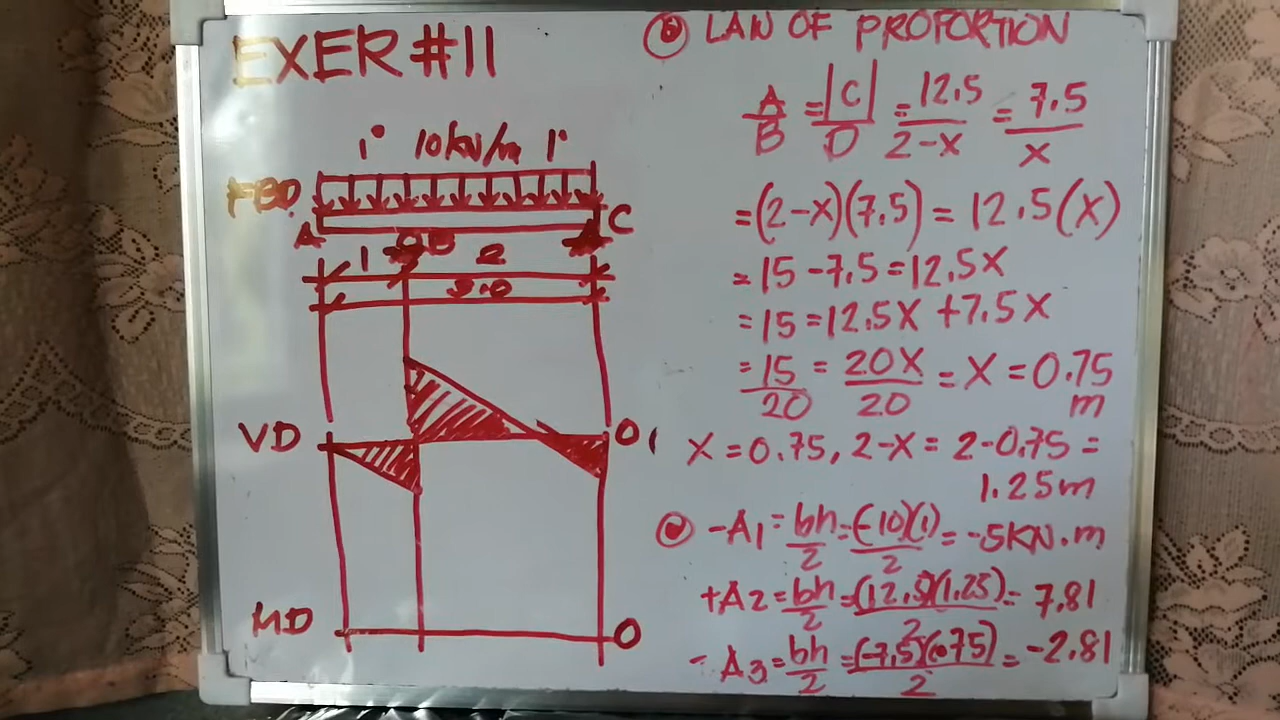 EXER #11
1' 10kN/m 1'
FBD
A B C
1 2
3.0
VD 0
MD 0
LAW OF PROPORTION
A/B = |C|/D = 12.5/2-x = 7.5/x
=(2-x)(7.5) = 12.5(x)
= 15 -7.5 = 12.5x
= 15 = 12.5x + 7.5x
= 15/20 = 20x/20 = x = 0.75
m
x = 0.75, 2-x = 2-0.75 =
1.25m
-A1 = bh/2 = (-10)(1)/2 = -5KN.m
+A2 = bh/2 = (12.5)(1.25)/2 = 7.81
- A3 = bh/2 = (-7.5)(0.75)/2 = -2.81